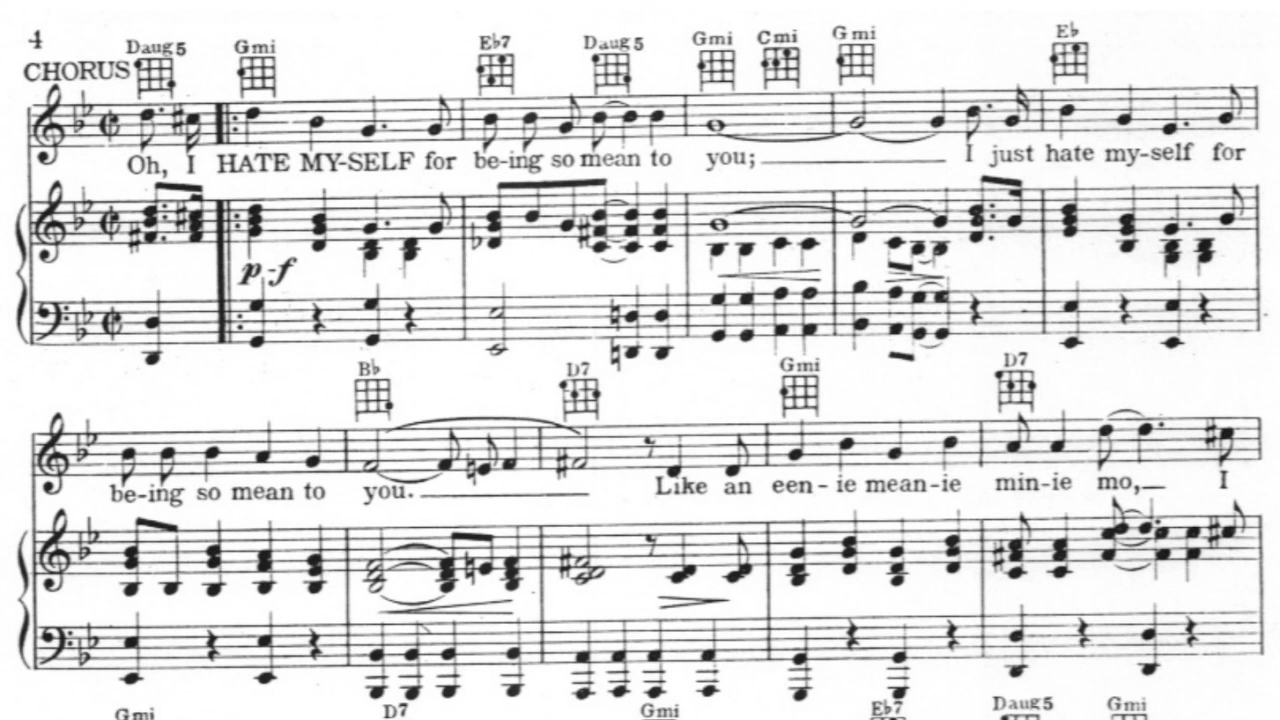 4
Daug5 Gmi Eb7 Daug5 Gmi Cmi Gmi Eb
CHORUS
Oh, I HATE MY-SELF for be-ing so mean to you; I just hate my-self for
p-f
Bb D7 Gmi D7
be-ing so mean to you. Like an een-ie mean-ie min-ie mo, I
Gmi D7 Gmi Eb7 Daug5 Gmi